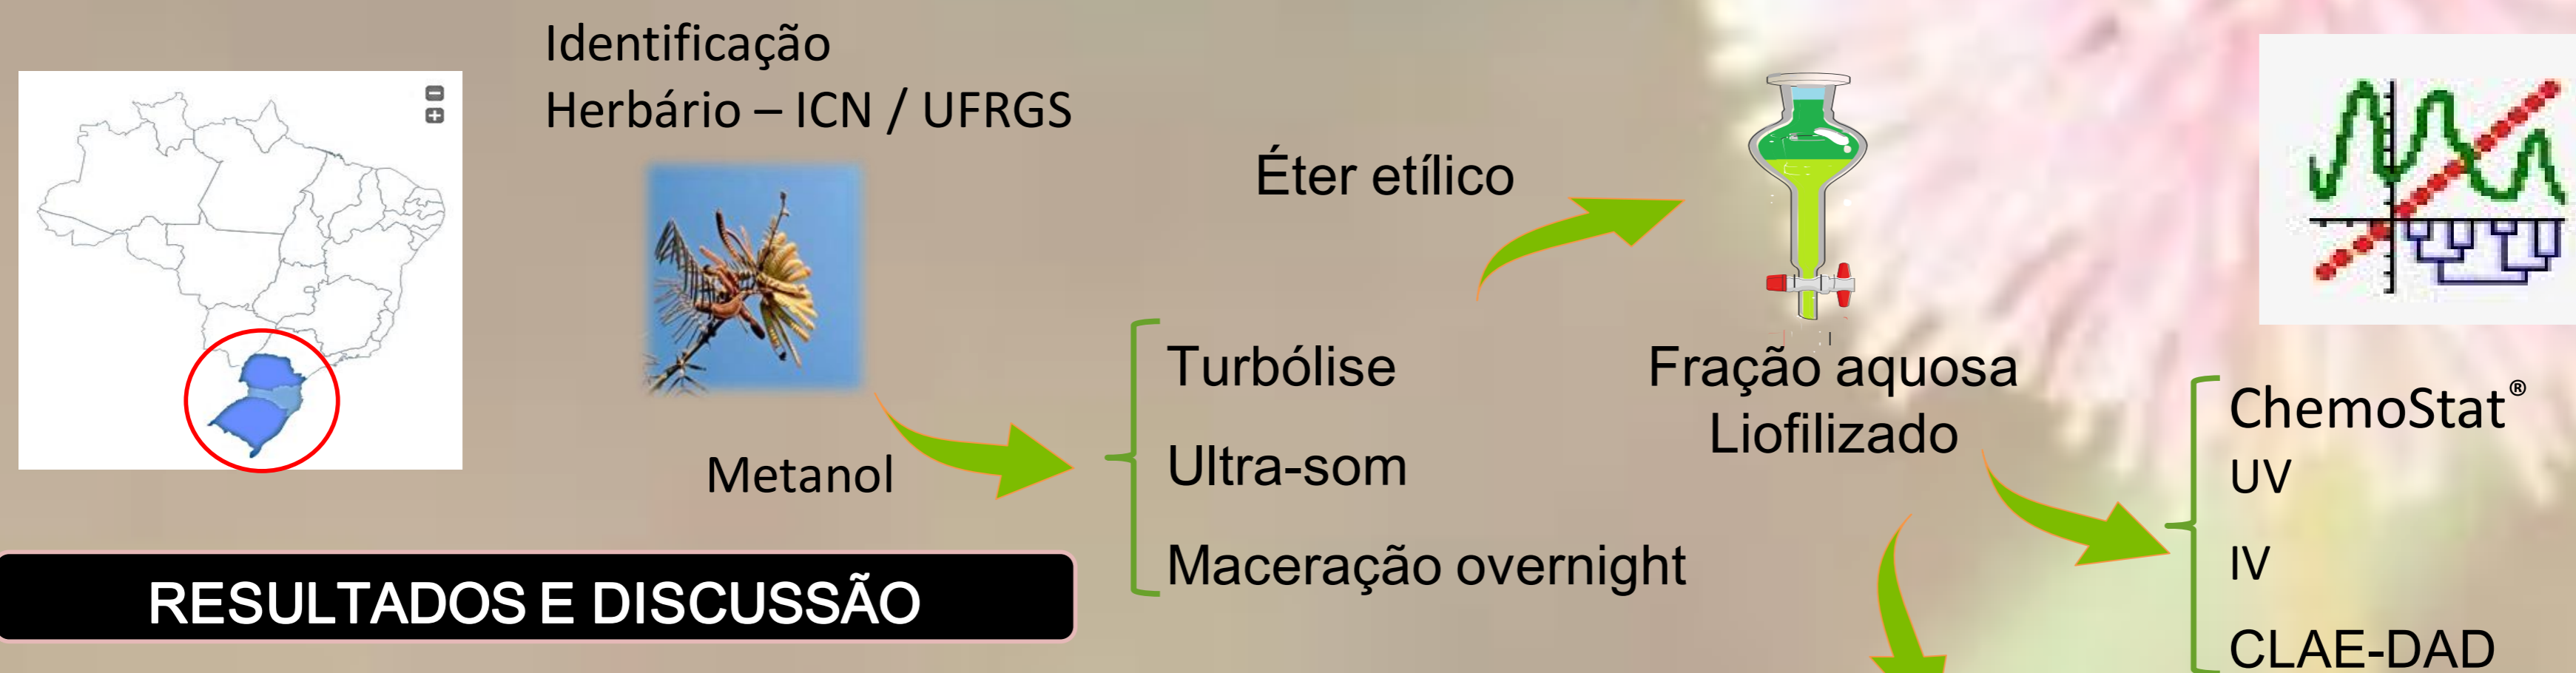 Identificação
Herbário – ICN / UFRGS
Éter etílico
Metanol
Turbólise
Ultra-som
Maceração overnight
Fração aquosa
Liofilizado
ChemoStat®
UV
IV
CLAE-DAD
RESULTADOS E DISCUSSÃO